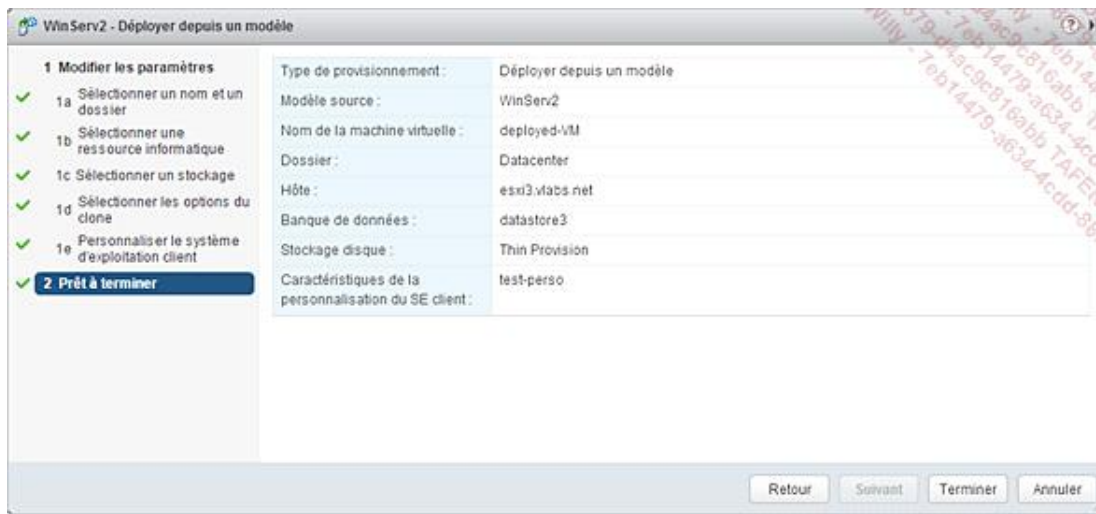 WinServ2 - Déployer depuis un modèle
1 Modifier les paramètres
1a Sélectionner un nom et un
dossier
1b Sélectionner une
ressource informatique
1c Sélectionner un stockage
1d Sélectionner les options du
clone
1e Personnaliser le système
d'exploitation client
2 Prêt à terminer
Type de provisionnement : Déployer depuis un modèle
Modèle source : WinServ2
Nom de la machine virtuelle : deployed-VM
Dossier : Datacenter
Hôte : esxi3.vlabs.net
Banque de données : datastore3
Stockage disque : Thin Provision
Caractéristiques de la
personnalisation du SE client : test-perso
Retour Suivant Terminer Annuler